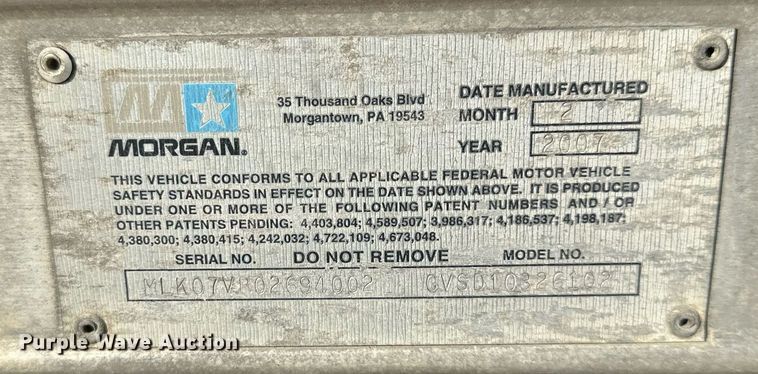 35 Thousand Oaks Blvd
Morgantown, PA 19543
DATE MANUFACTURED
MONTH 2
YEAR 2007
MORGAN®
THIS VEHICLE CONFORMS TO ALL APPLICABLE FEDERAL MOTOR VEHICLE
SAFETY STANDARDS IN EFFECT ON THE DATE SHOWN ABOVE. IT IS PRODUCED
UNDER ONE OR MORE OF THE FOLLOWING PATENT NUMBERS AND / OR
OTHER PATENTS PENDING: 4,403,804; 4,589,507; 3,986,317; 4,186,537; 4,198,187;
4,380,300; 4,380,415; 4,242,032; 4,722,109; 4,673,048.
SERIAL NO. DO NOT REMOVE MODEL NO.
Purple Wave Auction